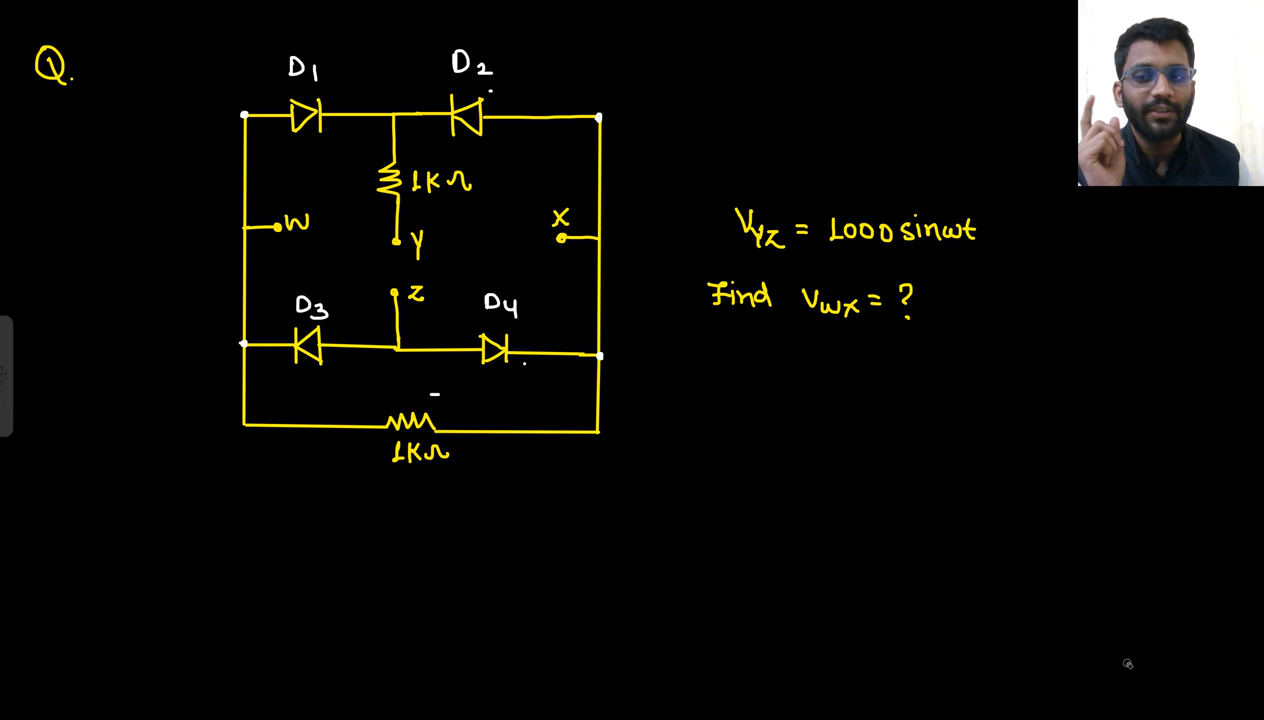 Q.
D1
D2
1KΩ
W
X
Y
Z
D3
D4
1KΩ
VYZ = 1000 sinωt
Find VWX = ?